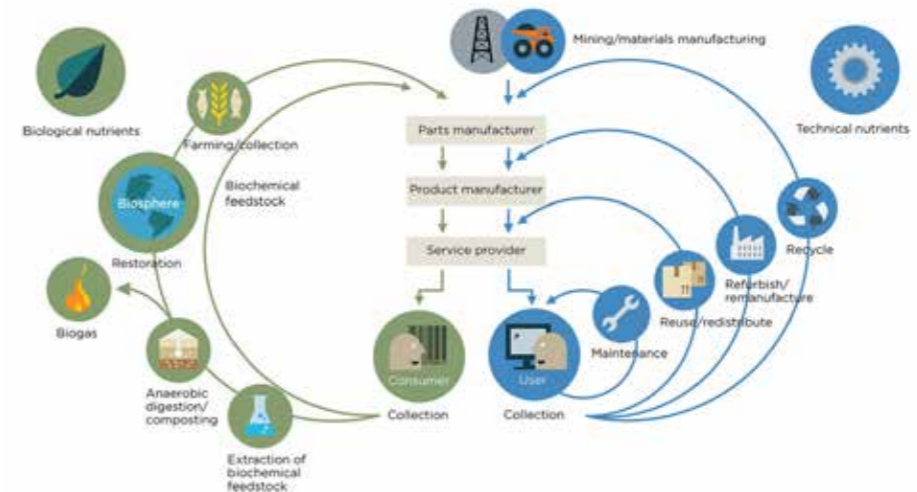 Mining/materials manufacturing
Biological nutrients
Technical nutrients
Farming/collection
Parts manufacturer
Biochemical
feedstock
Product manufacturer
Biosphere
Restoration
Service provider
Recycle
Refurbish/
remanufacture
Reuse/redistribute
Biogas
Maintenance
Consumer
User
Anaerobic
digestion/
composting
Collection
Collection
Extraction of
biochemical
feedstock